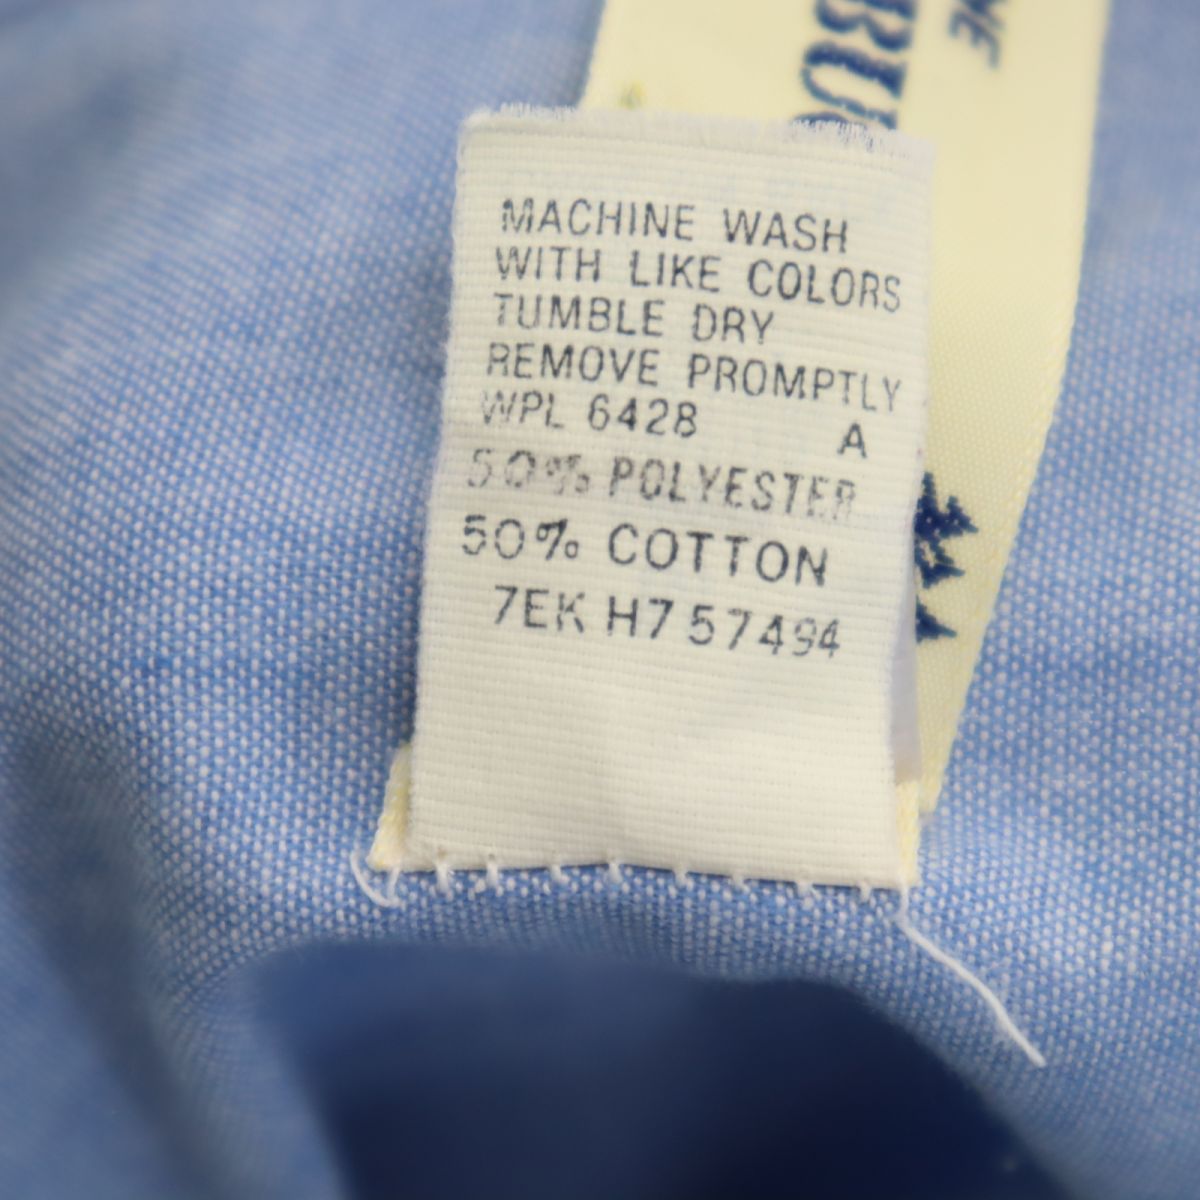 MACHINE WASH
WITH LIKE COLORS
TUMBLE DRY
REMOVE PROMPTLY
WPL 6428 A
50% POLYESTER
50% COTTON
7EK H757494